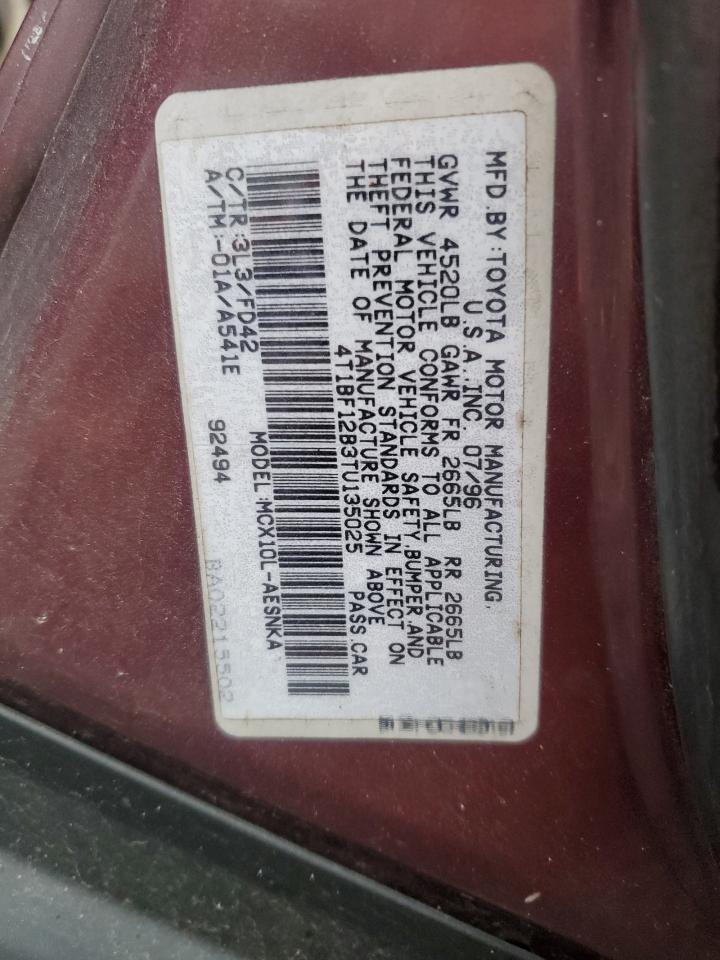 MFD.BY:TOYOTA MOTOR MANUFACTURING,
U.S.A.,INC. 07/96
GVWR 4520LB GAWR FR 2665LB RR 2665LB
THIS VEHICLE CONFORMS TO ALL APPLICABLE
FEDERAL MOTOR VEHICLE SAFETY,BUMPER,AND
THEFT PREVENTION STANDARDS IN EFFECT ON
THE DATE OF MANUFACTURE SHOWN ABOVE.
4T1BF12B3TU135025 PASS.CAR
MODEL:MCX10L-AESNKA
C/TR:3L3/FD42 92494
A/TM:-01A/A541E